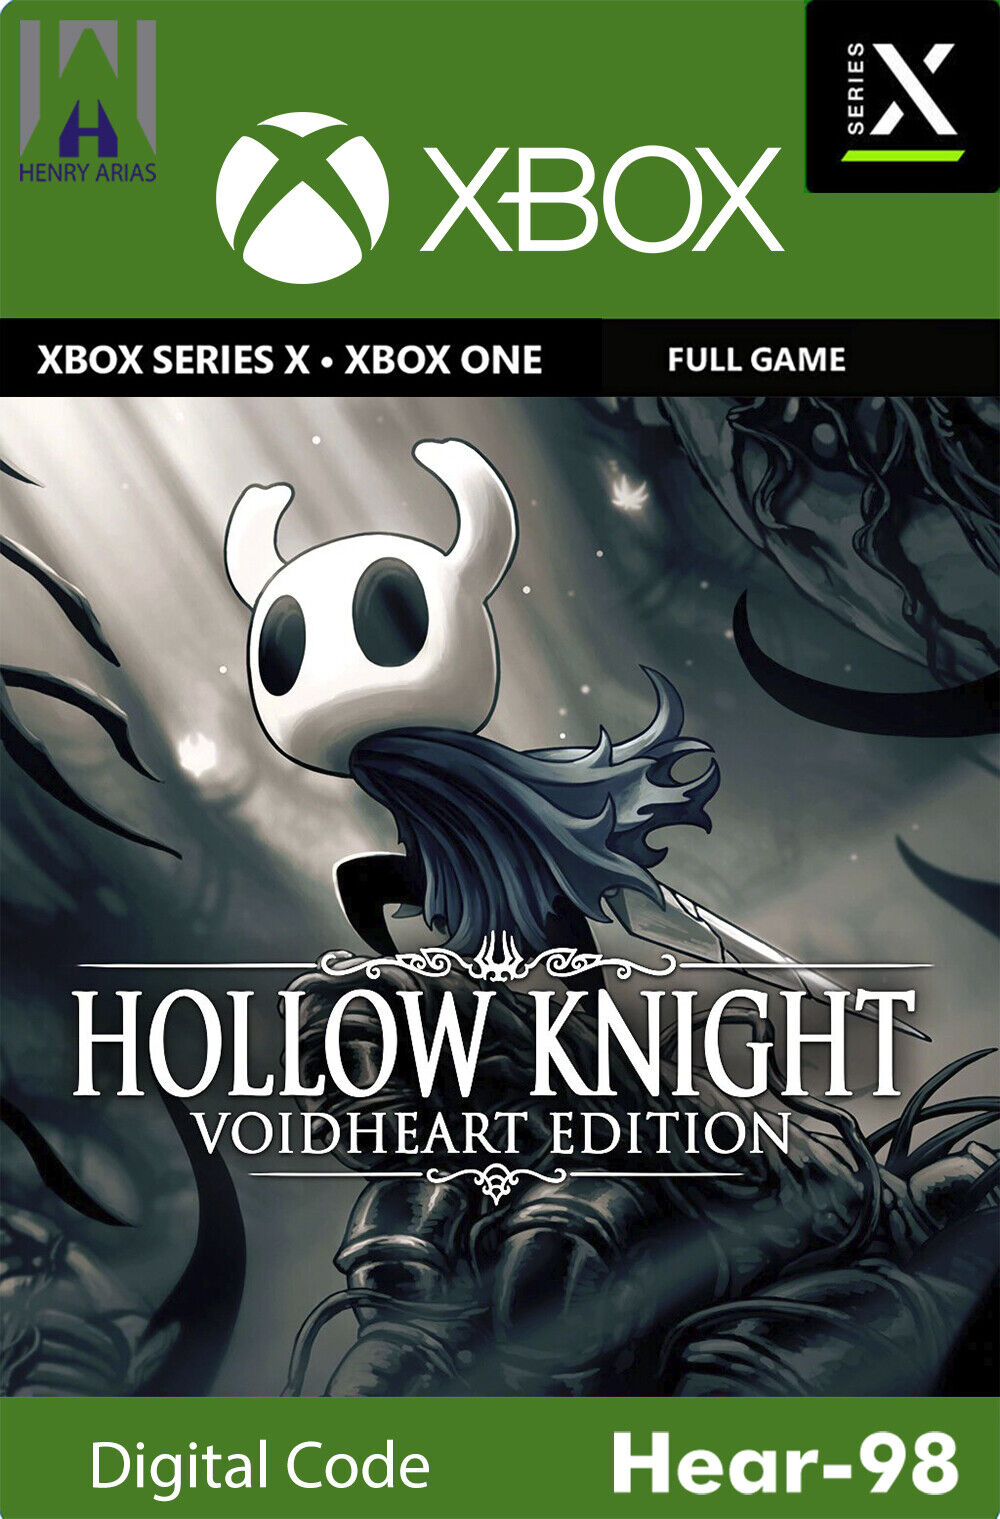 HENRY ARIAS
XBOX
SERIES X
XBOX SERIES X • XBOX ONE
FULL GAME
HOLLOW KNIGHT
VOIDHEART EDITION
Digital Code
Hear-98